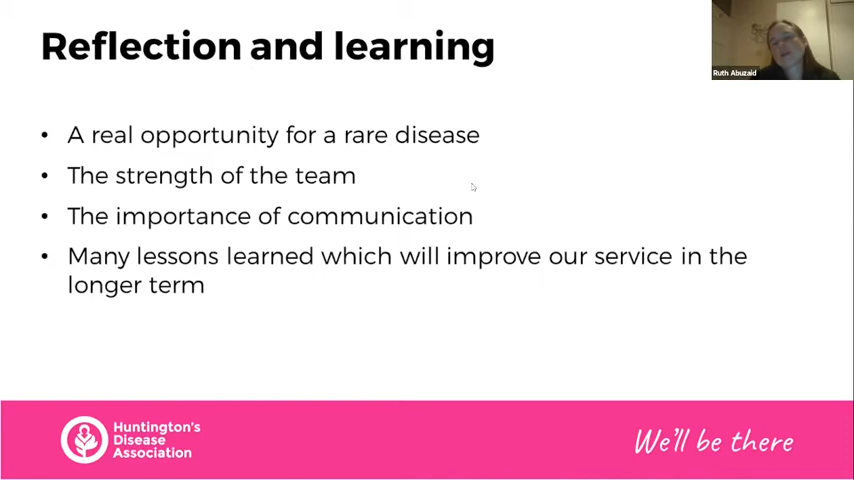 Reflection and learning
Ruth Abuzaid
• A real opportunity for a rare disease
• The strength of the team
• The importance of communication
• Many lessons learned which will improve our service in the
longer term
Huntington's
Disease
Association
We'll be there